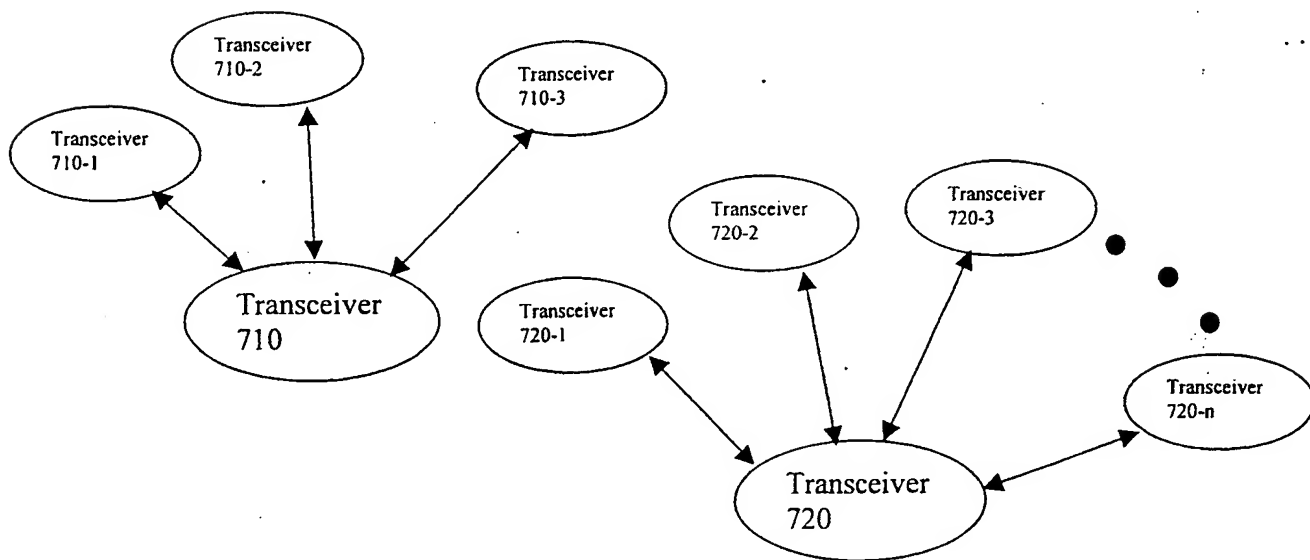 Transceiver
710-2
Transceiver
710-3
Transceiver
710-1
Transceiver
720-3
Transceiver
720-2
Transceiver
710
Transceiver
720-1
Transceiver
720-n
Transceiver
720